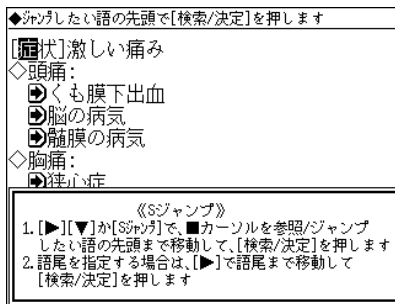 ◆ジャンプしたい語の先頭で[検索/決定]を押します
[症状]激しい痛み
◇頭痛:
➡くも膜下出血
➡脳の病気
➡髄膜の病気
◇胸痛:
➡狭心症
《Sジャンプ》
1.[▶][▼]か[Sジャンプ]で、■カーソルを参照/ジャンプ
したい語の先頭まで移動して、[検索/決定]を押します
2.語尾を指定する場合は、[▶]で語尾まで移動して
[検索/決定]を押します